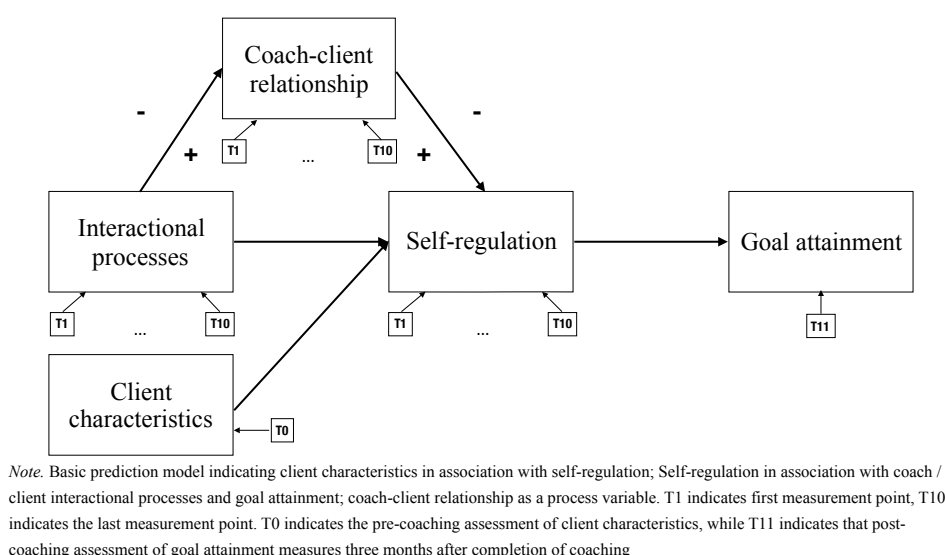 Coach-client
relationship
-
-
+
T1
...
T10
+
Interactional
processes
Self-regulation
Goal attainment
T1
...
T10
T1
...
T10
T11
Client
characteristics
T0
Note. Basic prediction model indicating client characteristics in association with self-regulation; Self-regulation in association with coach /
client interactional processes and goal attainment; coach-client relationship as a process variable. T1 indicates first measurement point, T10
indicates the last measurement point. T0 indicates the pre-coaching assessment of client characteristics, while T11 indicates that post-
coaching assessment of goal attainment measures three months after completion of coaching